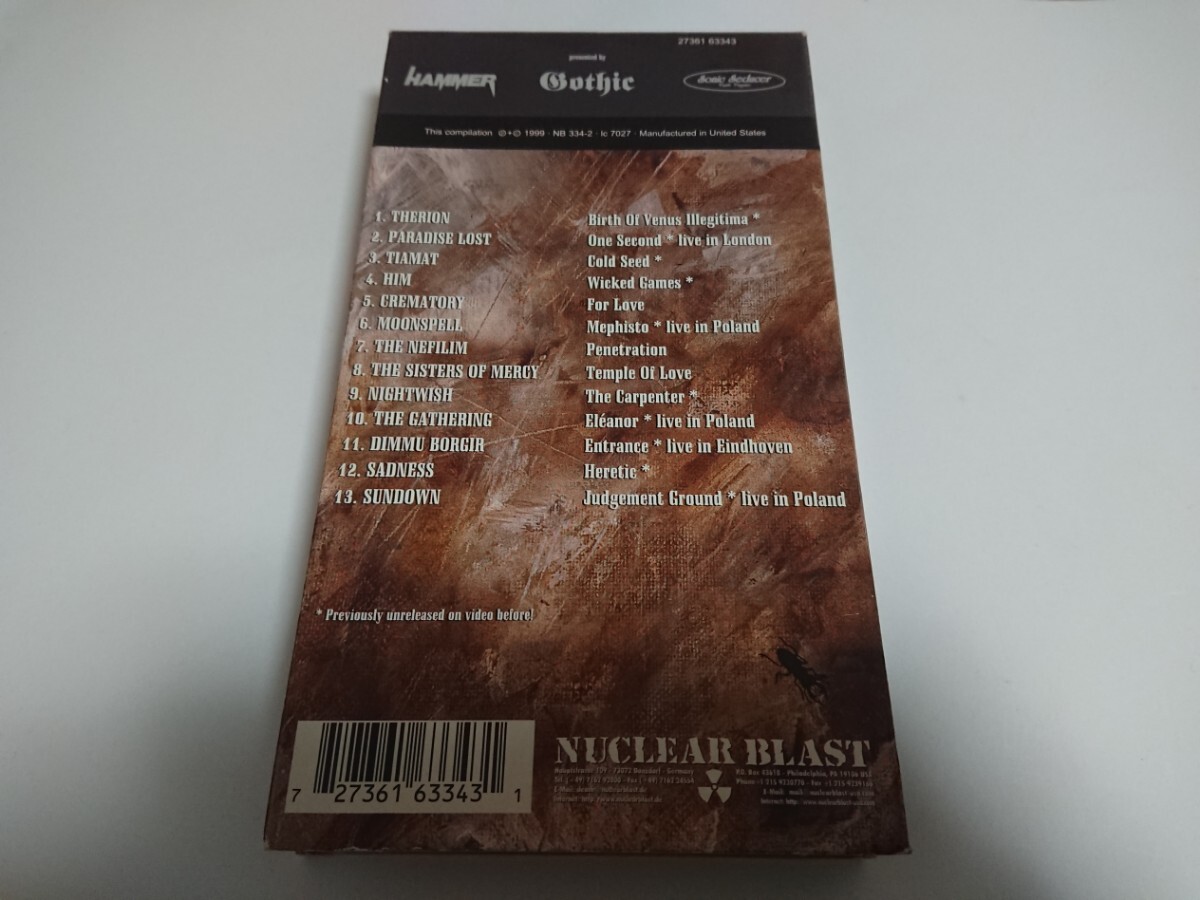 27361 63343
presented by
HAMMER Gothic Sonic Seducer
This compilation ℗+© 1999 · NB 334-2 · lc 7027 · Manufactured in United States
1. THERION Birth Of Venus Illegitima *
2. PARADISE LOST One Second * live in London
3. TIAMAT Cold Seed *
4. HIM Wicked Games *
5. CREMATORY For Love
6. MOONSPELL Mephisto * live in Poland
7. THE NEFILIM Penetration
8. THE SISTERS OF MERCY Temple Of Love
9. NIGHTWISH The Carpenter *
10. THE GATHERING Eléanor * live in Poland
11. DIMMU BORGIR Entrance * live in Eindhoven
12. SADNESS Heretic *
13. SUNDOWN Judgement Ground * live in Poland
* Previously unreleased on video before!
7 27361 63343 1
NUCLEAR BLAST
Germany
P.O. Box Philadelphia, PA USA